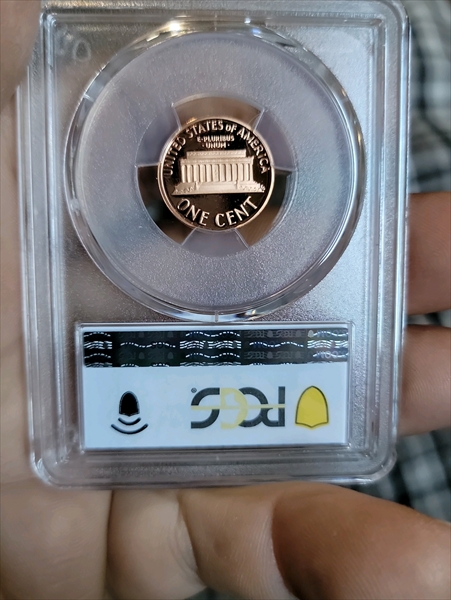 UNITED STATES OF AMERICA
E·PLURIBUS
·UNUM·
ONE CENT
PCGS